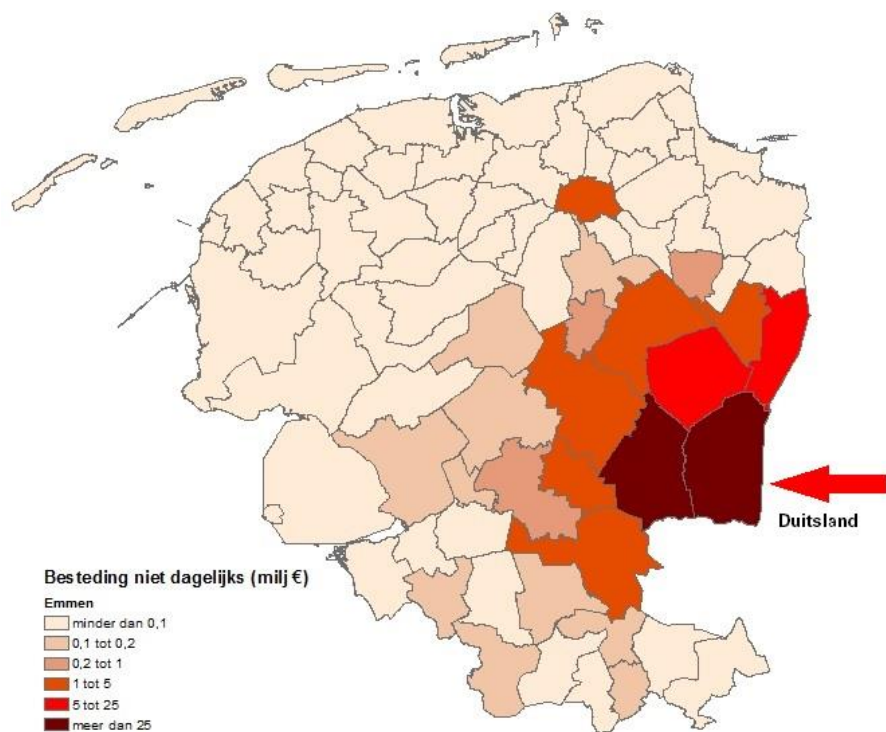 Duitsland
Besteding niet dagelijks (milj €)
Emmen
minder dan 0,1
0,1 tot 0,2
0,2 tot 1
1 tot 5
5 tot 25
meer dan 25